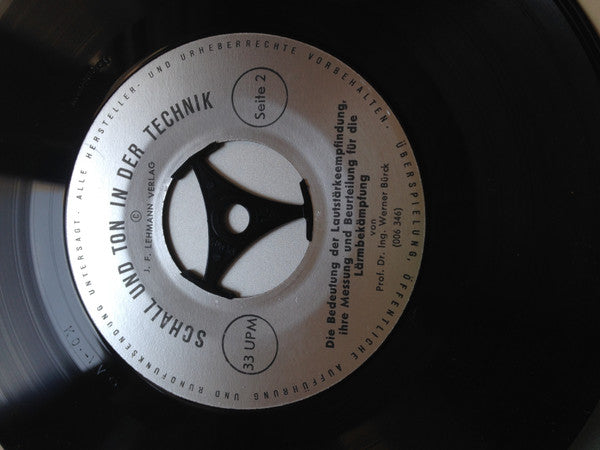 ALLE HERSTELLER- UND URHEBERRECHTE VORBEHALTEN. ÜBERSPIELUNG, ÖFFENTLICHE AUFFÜHRUNG UND RUNDFUNKSENDUNG UNTERSAGT.
SCHALL UND TON IN DER TECHNIK
©
J. F. LEHMANN VERLAG
33 UPM
Seite 2
Die Bedeutung der Lautstärkeempfindung,
ihre Messung und Beurteilung für die
Lärmbekämpfung
von
Prof. Dr. Ing. Werner Bürck
(006 346)